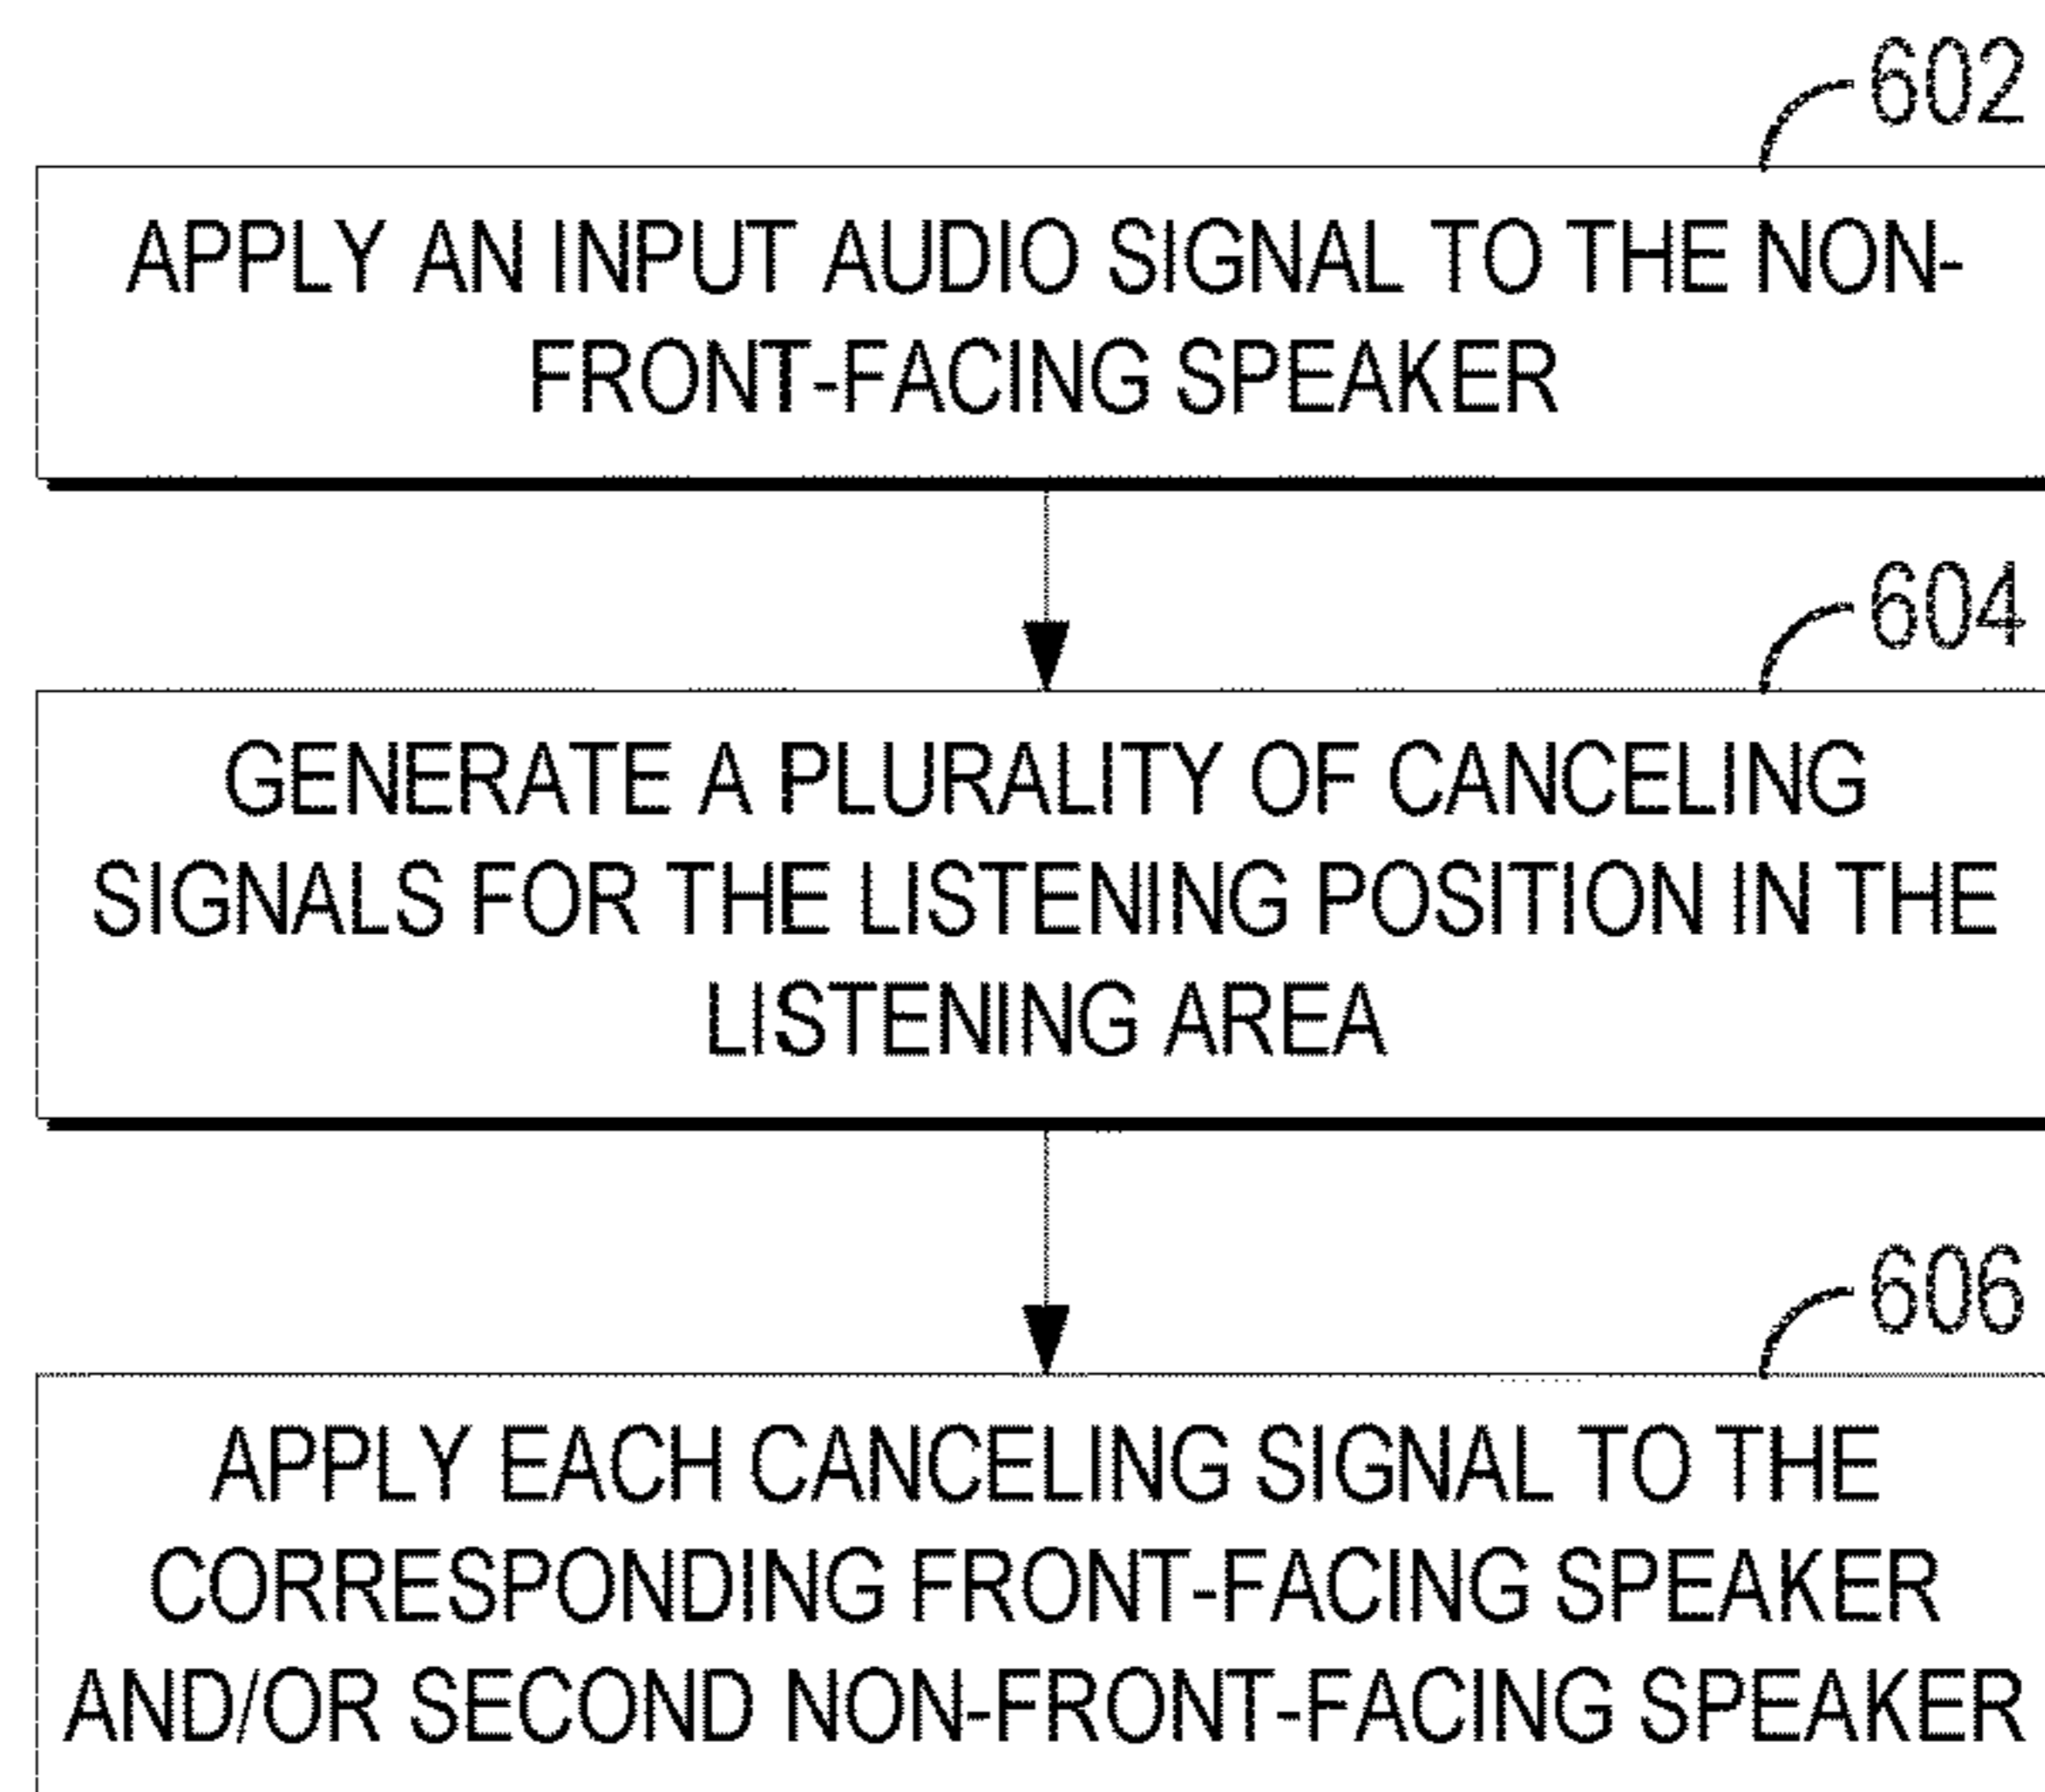 602
APPLY AN INPUT AUDIO SIGNAL TO THE NON-
FRONT-FACING SPEAKER
604
GENERATE A PLURALITY OF CANCELING
SIGNALS FOR THE LISTENING POSITION IN THE
LISTENING AREA
606
APPLY EACH CANCELING SIGNAL TO THE
CORRESPONDING FRONT-FACING SPEAKER
AND/OR SECOND NON-FRONT-FACING SPEAKER